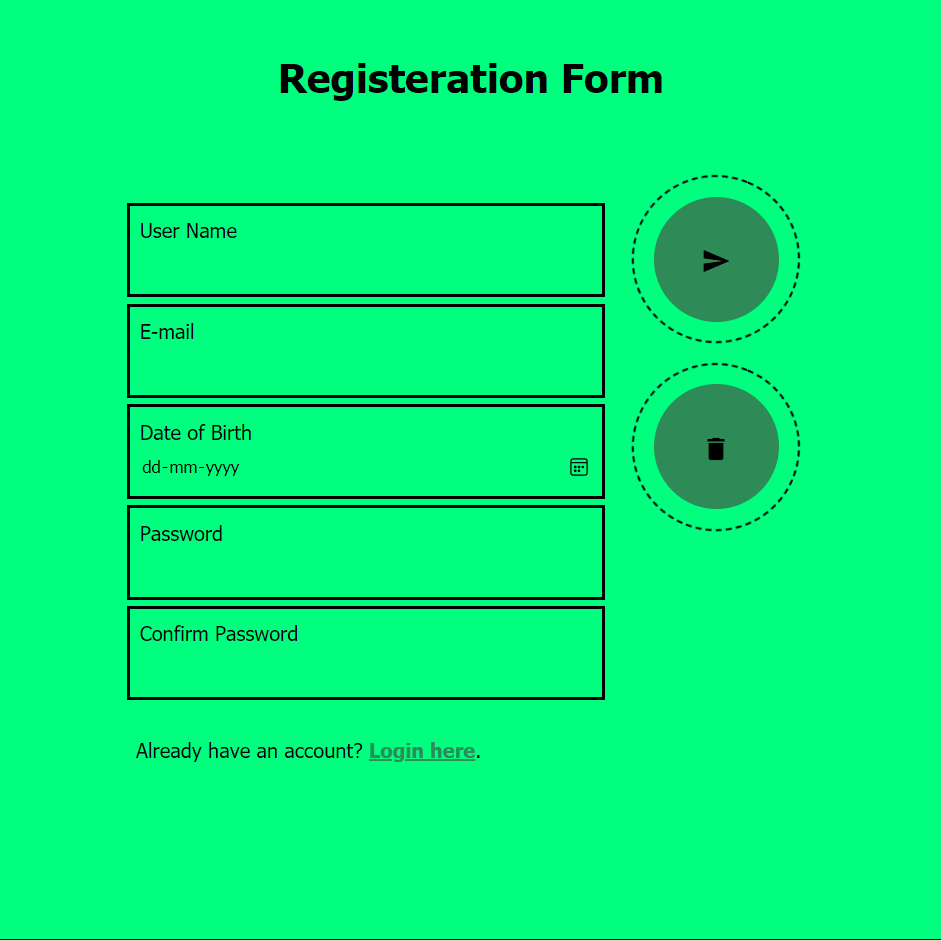 Registeration Form
User Name
E-mail
Date of Birth
dd-mm-yyyy
Password
Confirm Password
Already have an account? Login here.